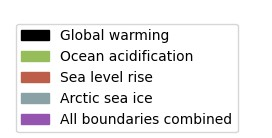 Global warming
Ocean acidification
Sea level rise
Arctic sea ice
All boundaries combined